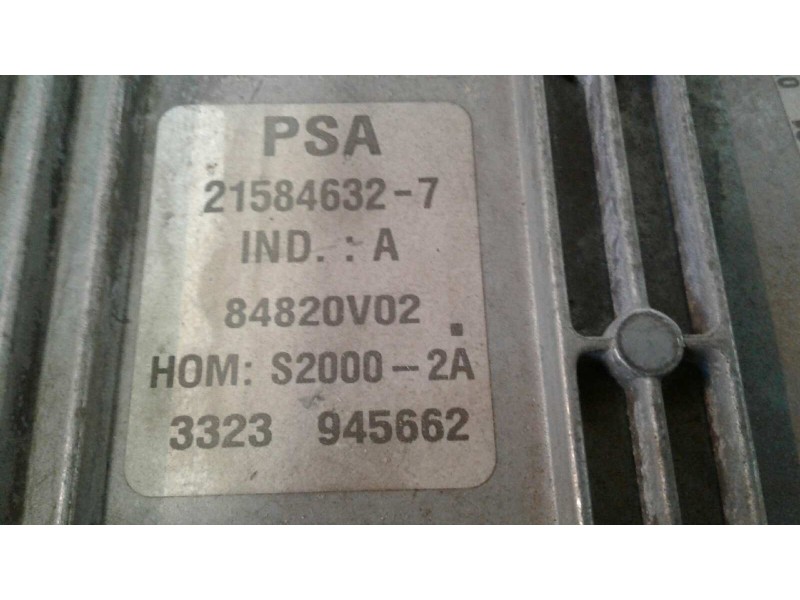 PSA
21584632-7
IND. : A
84820V02.
HOM: S2000-2A
3323 945662